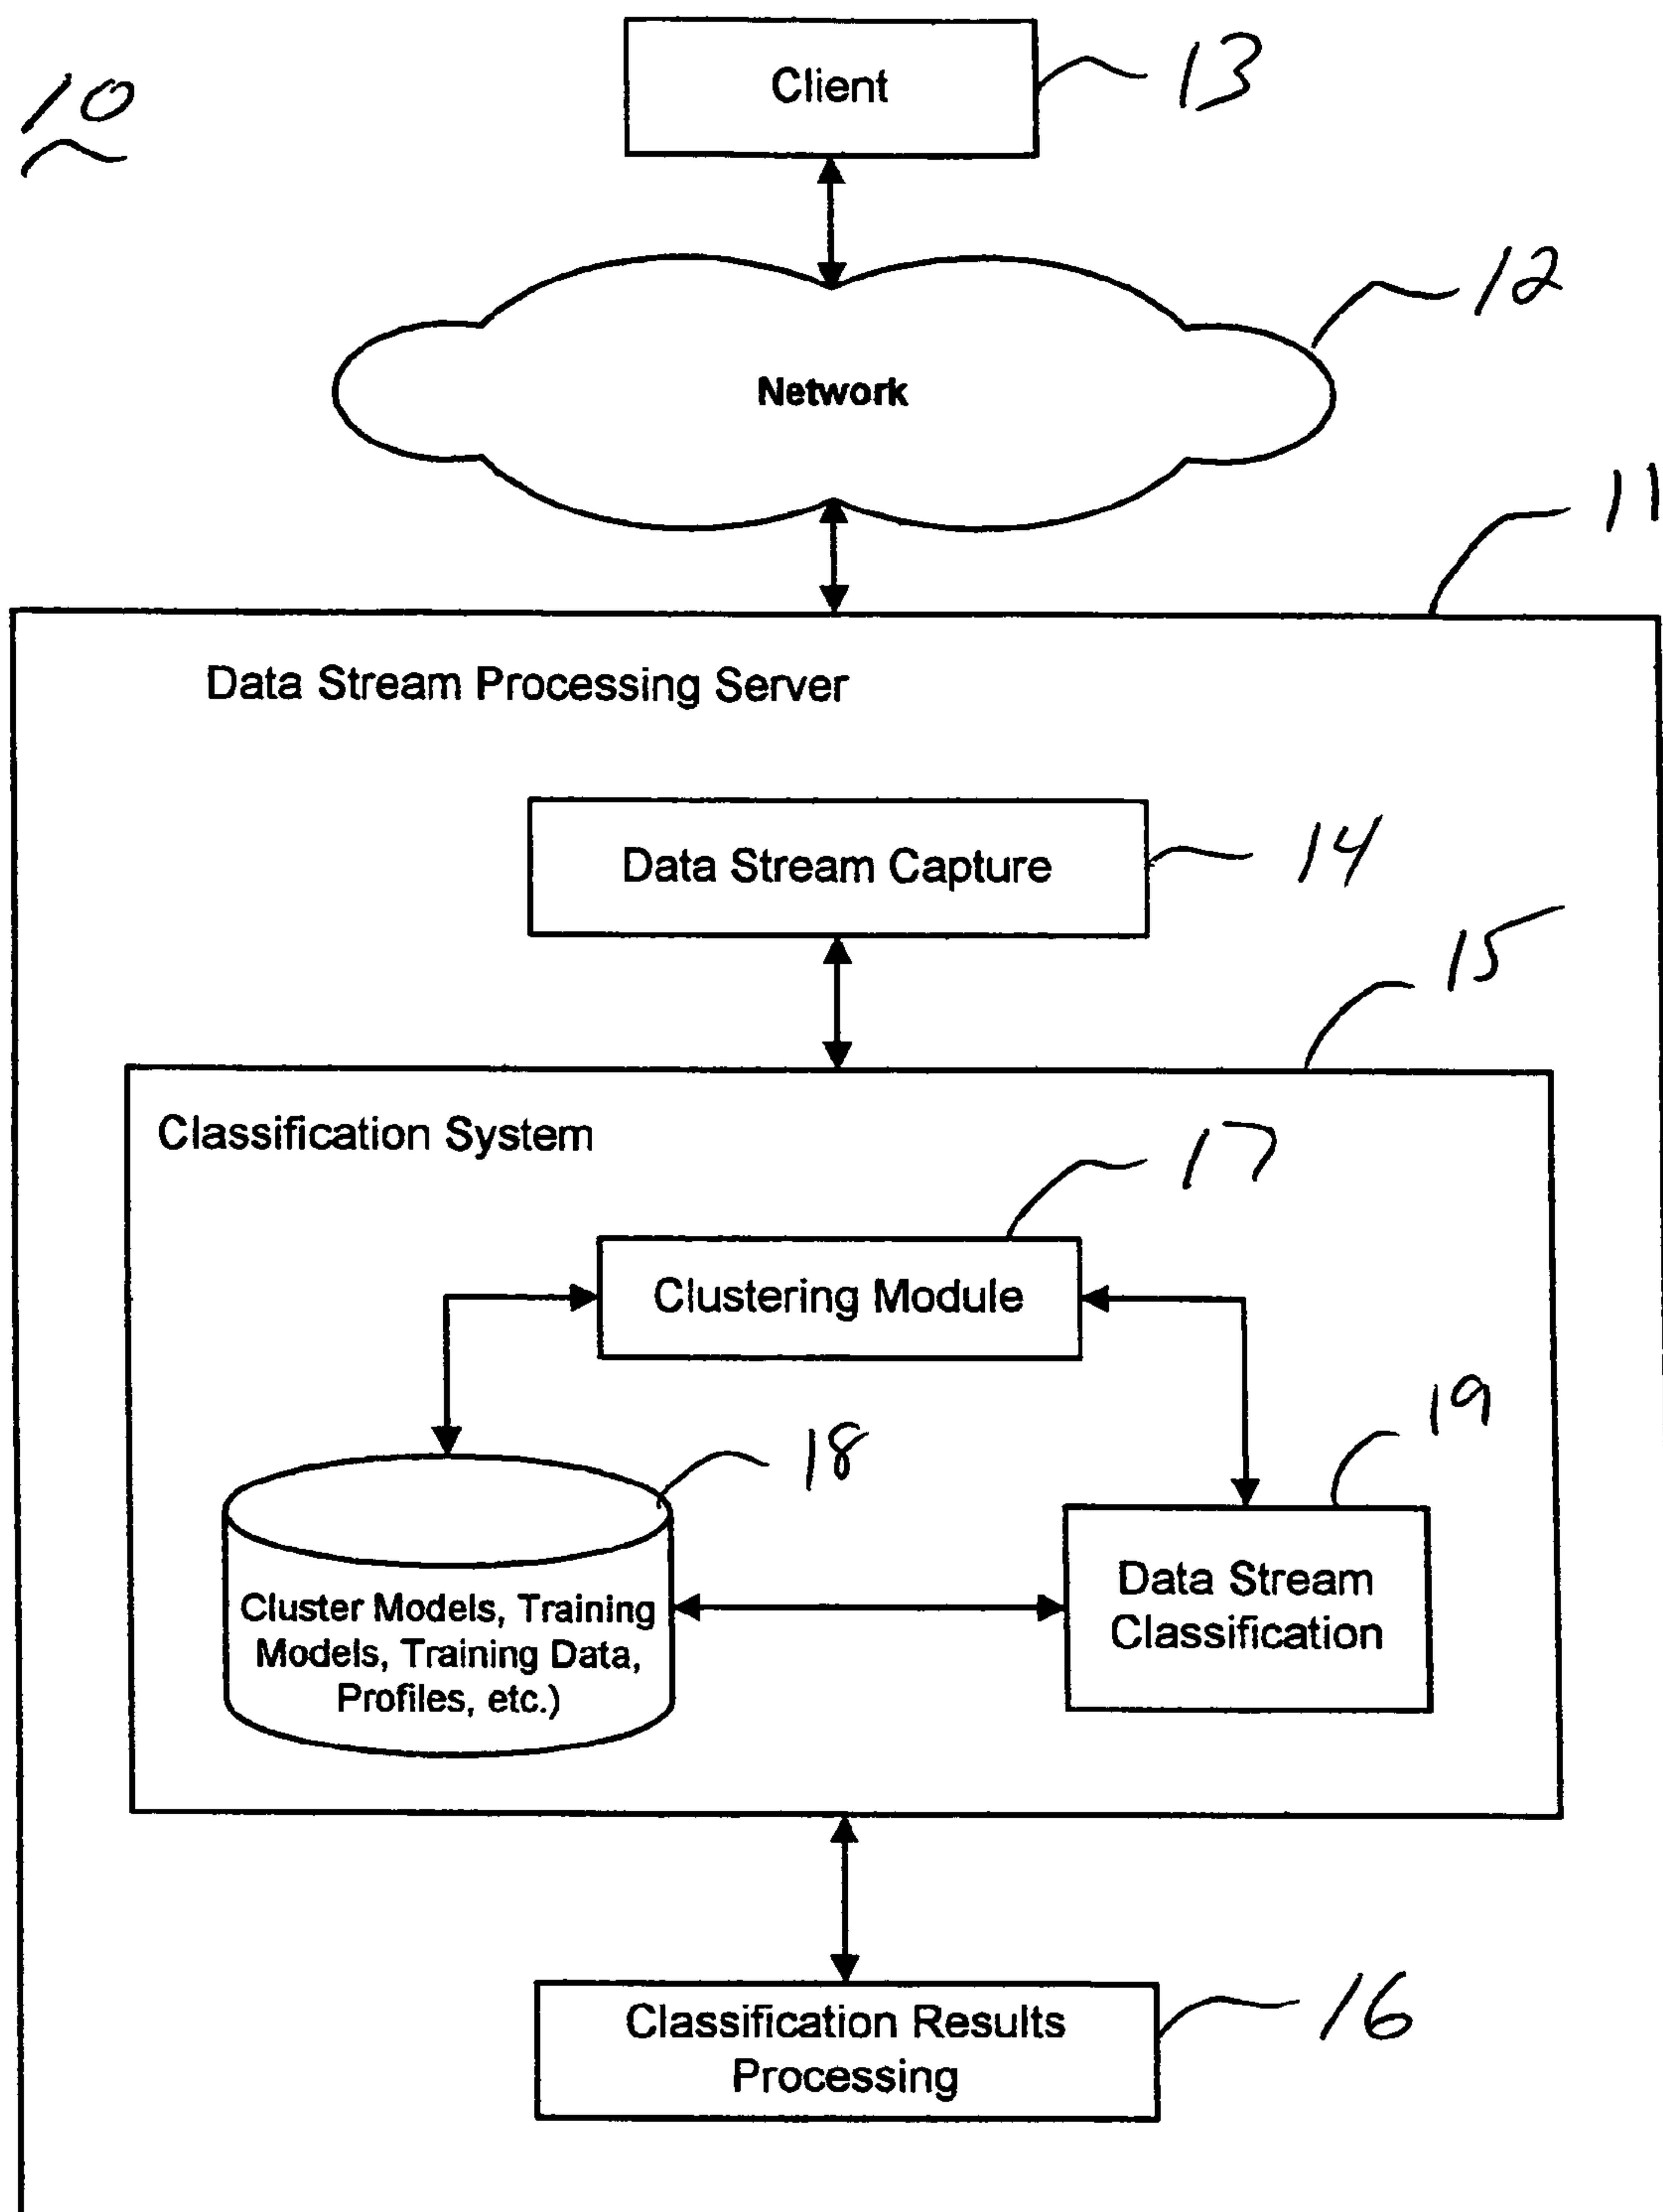 Client
13
10
12
Network
11
Data Stream Processing Server
Data Stream Capture
14
15
Classification System
17
Clustering Module
19
18
Data Stream
Classification
Cluster Models, Training
Models, Training Data,
Profiles, etc.)
Classification Results
Processing
16